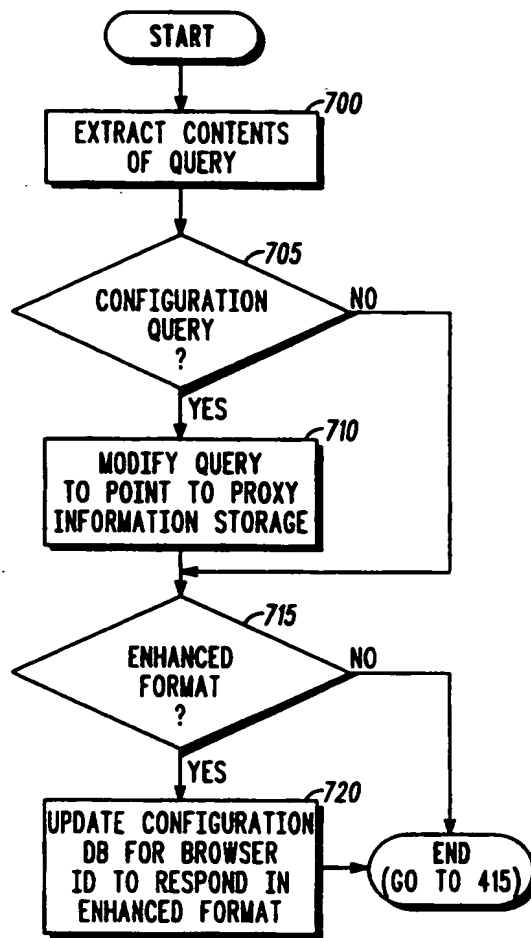 START
700
EXTRACT CONTENTS
OF QUERY
705
CONFIGURATION
QUERY
?
NO
YES
710
MODIFY QUERY
TO POINT TO PROXY
INFORMATION STORAGE
715
ENHANCED
FORMAT
?
NO
YES
720
UPDATE CONFIGURATION
DB FOR BROWSER
ID TO RESPOND IN
ENHANCED FORMAT
END
(GO TO 415)